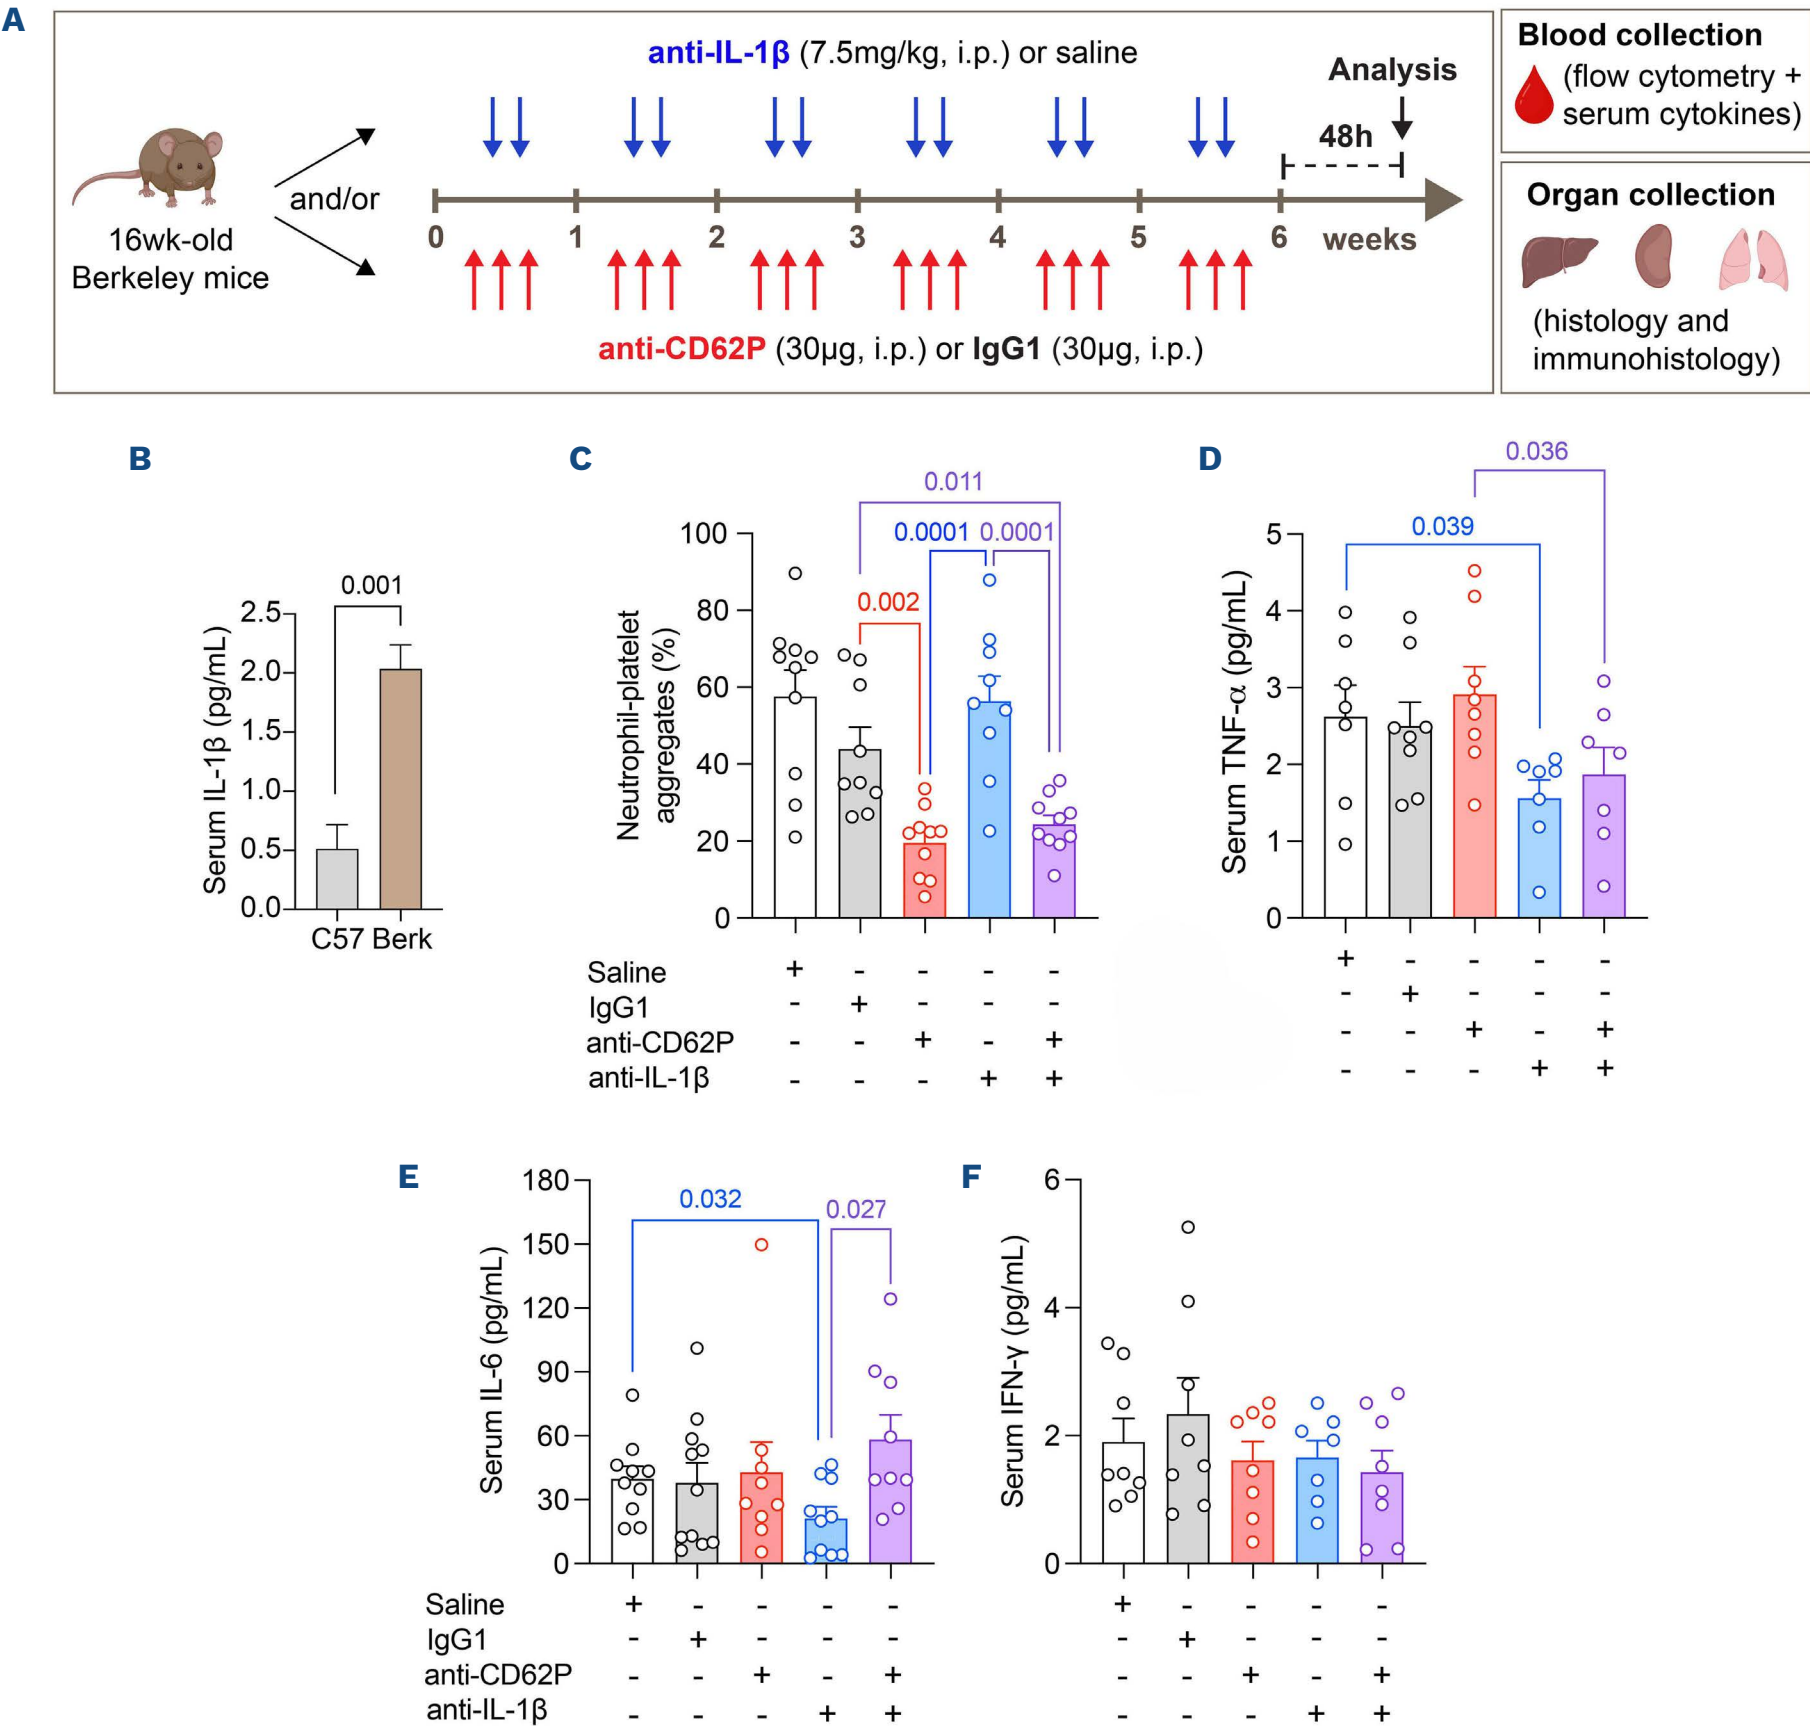 A
anti-IL-1β (7.5mg/kg, i.p.) or saline
Analysis
48h
and/or
16wk-old
Berkeley mice
0 1 2 3 4 5 6 weeks
anti-CD62P (30µg, i.p.) or IgG1 (30µg, i.p.)
Blood collection
(flow cytometry +
serum cytokines)
Organ collection
(histology and
immunohistology)
B
Serum IL-1β (pg/mL)
0.001
2.5
2.0
1.5
1.0
0.5
0.0
C57 Berk
C
Neutrophil-platelet
aggregates (%)
0.011
0.0001 0.0001
0.002
100
80
60
40
20
0
Saline + - - - -
IgG1 - + - - -
anti-CD62P - - + - +
anti-IL-1β - - - + +
D
Serum TNF-α (pg/mL)
0.036
0.039
5
4
3
2
1
0
+ - - - -
- + - - -
- - + - +
- - - + +
E
Serum IL-6 (pg/mL)
0.032
0.027
180
150
120
90
60
30
0
Saline + - - - -
IgG1 - + - - -
anti-CD62P - - + - +
anti-IL-1β - - - + +
F
Serum IFN-γ (pg/mL)
6
4
2
0
+ - - - -
- + - - -
- - + - +
- - - + +